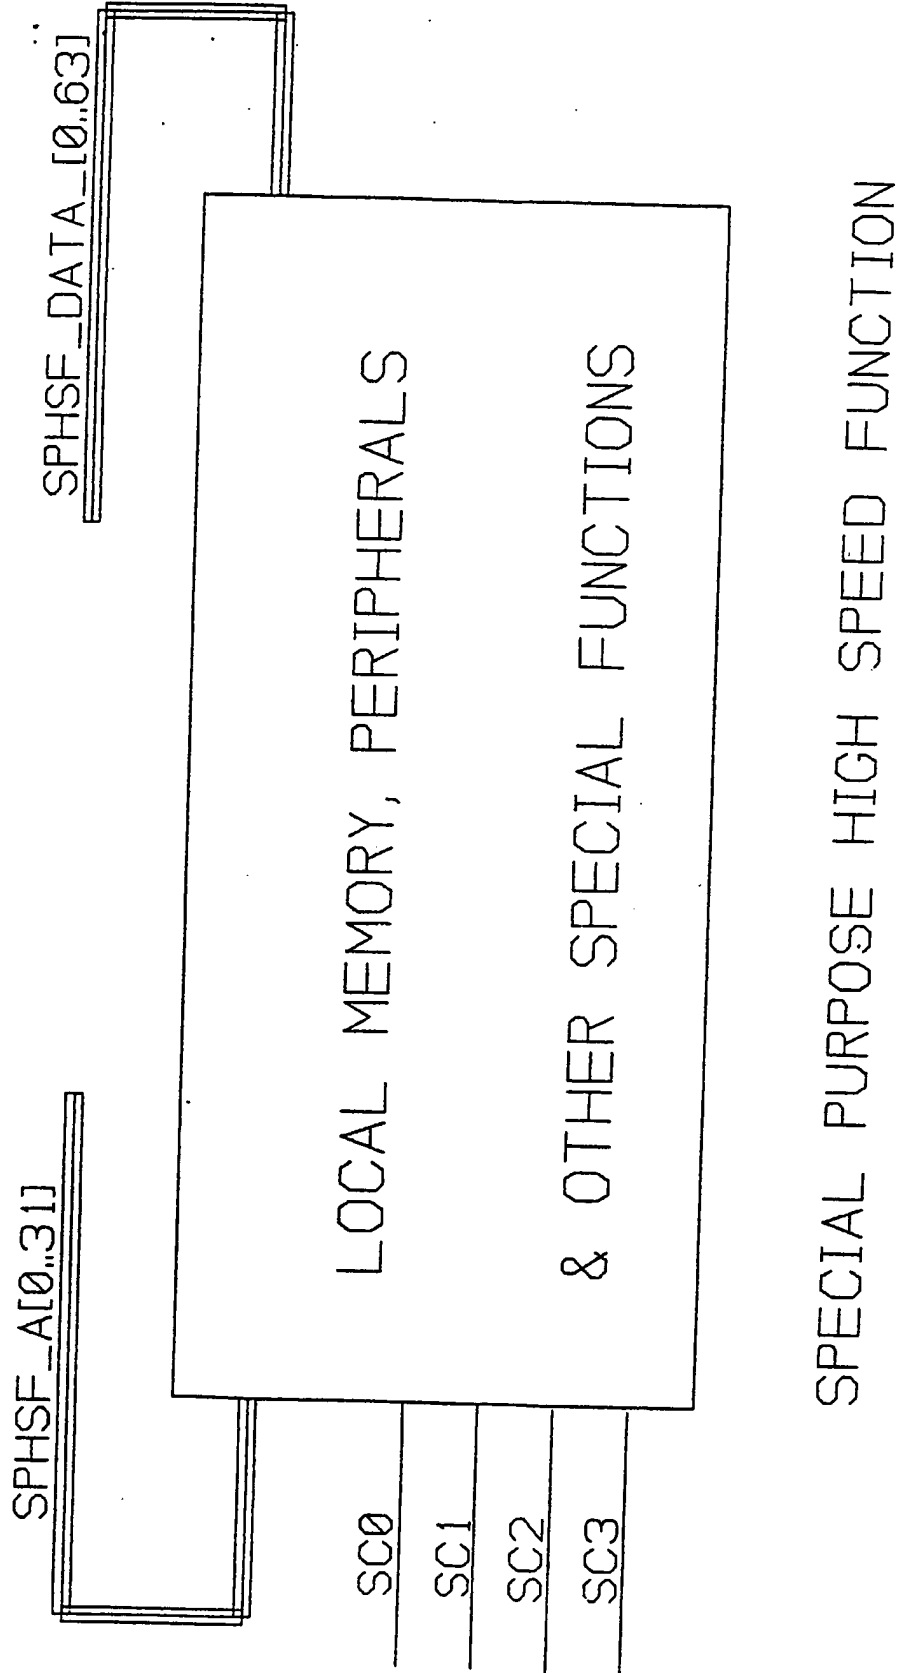 SPHSF_A[0..31]
SPHSF_DATA_[0..63]
LOCAL MEMORY, PERIPHERALS
& OTHER SPECIAL FUNCTIONS
SC0
SC1
SC2
SC3
SPECIAL PURPOSE HIGH SPEED FUNCTION